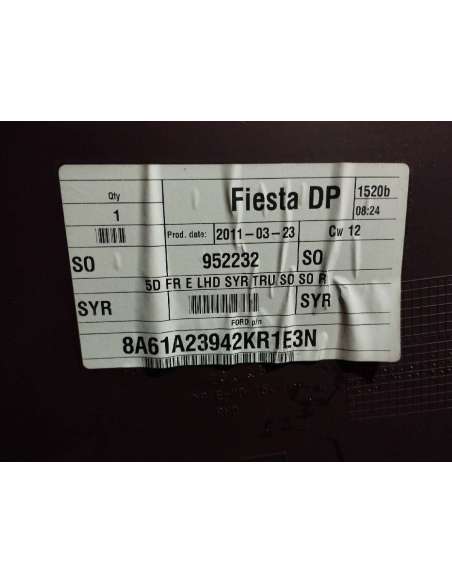 Qty
1
Fiesta DP
1520b
08:24
Prod. date:
2011-03-23
Cw 12
SO
952232
SO
5D FR E LHD SYR TRU SO SO R
SYR
SYR
FORD p/n
8A61A23942KR1E3N